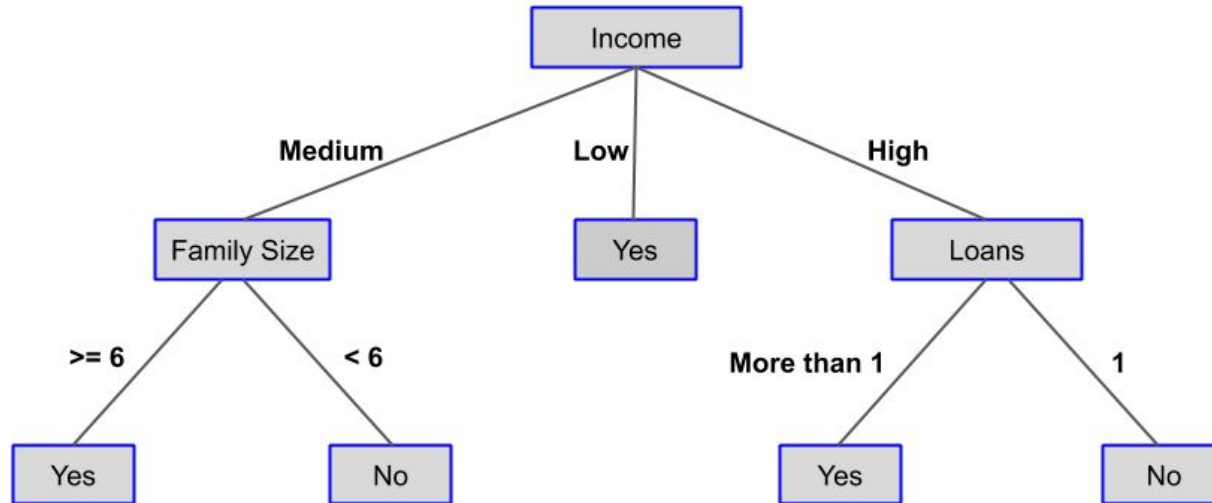 Income
Medium
Low
High
Family Size
Yes
Loans
>= 6
< 6
More than 1
1
Yes
No
Yes
No